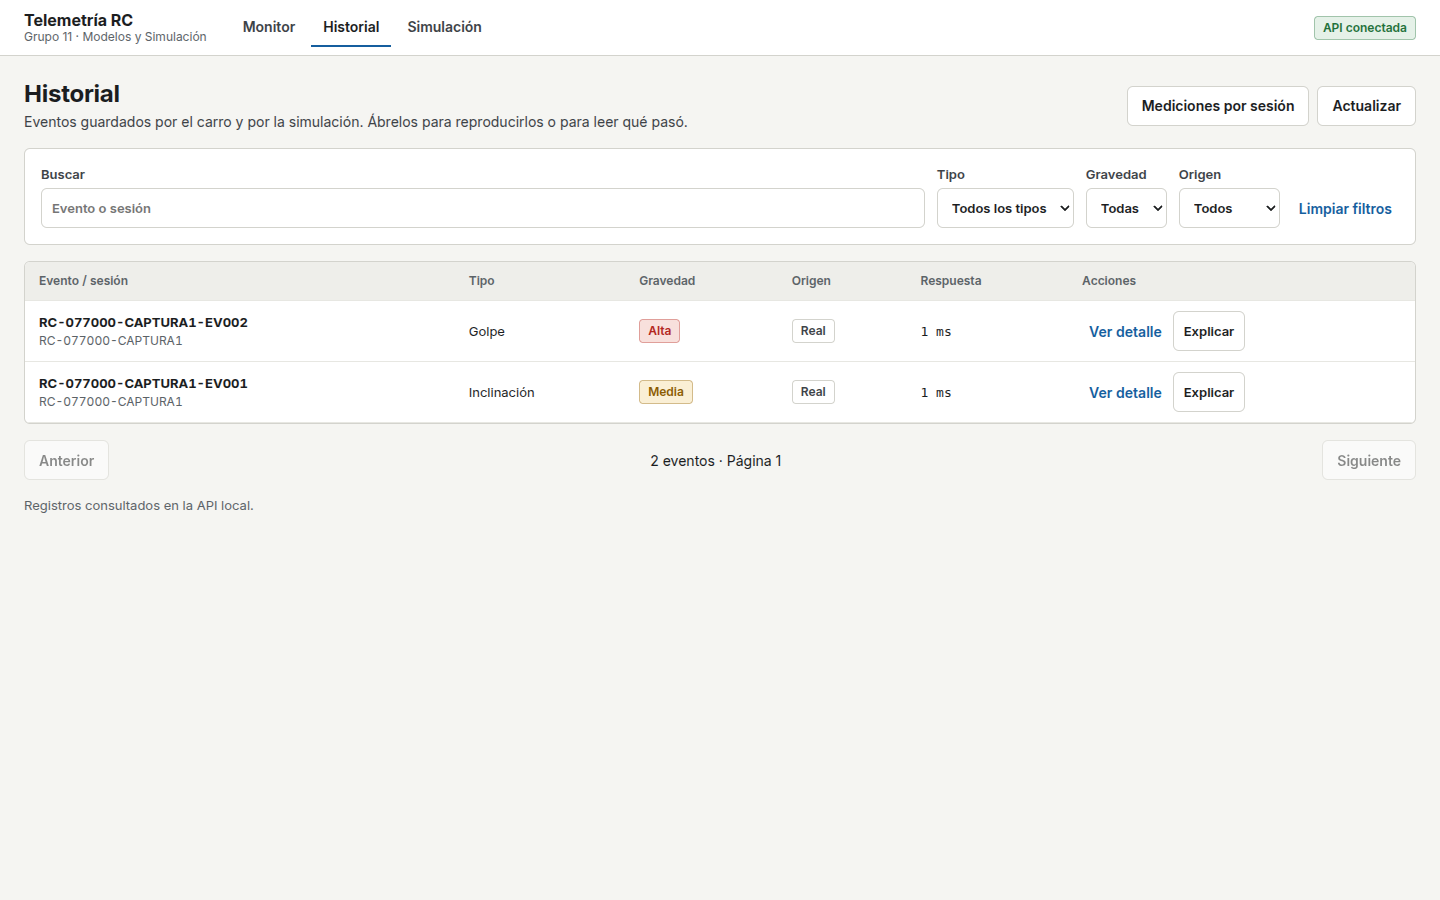 Telemetría RC
Grupo 11 · Modelos y Simulación
Monitor Historial Simulación
API conectada
Historial
Eventos guardados por el carro y por la simulación. Ábrelos para reproducirlos o para leer qué pasó.
Mediciones por sesión Actualizar
Buscar Tipo Gravedad Origen
Evento o sesión Todos los tipos Todas Todos Limpiar filtros
Evento / sesión Tipo Gravedad Origen Respuesta Acciones
RC-077000-CAPTURA1-EV002
RC-077000-CAPTURA1
Golpe Alta Real 1 ms Ver detalle Explicar
RC-077000-CAPTURA1-EV001
RC-077000-CAPTURA1
Inclinación Media Real 1 ms Ver detalle Explicar
Anterior 2 eventos · Página 1 Siguiente
Registros consultados en la API local.